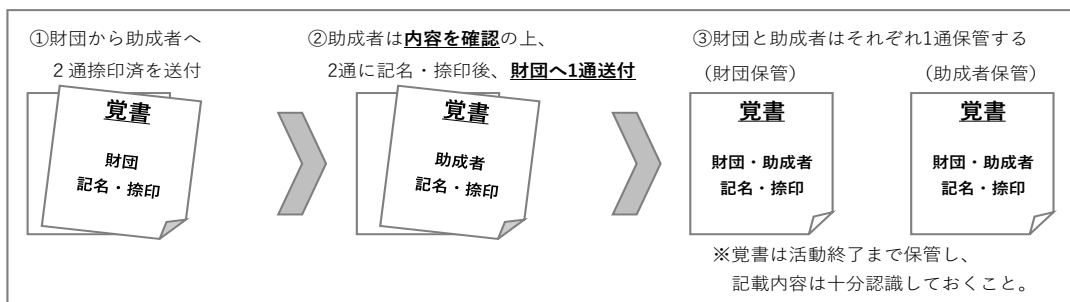 ①財団から助成者へ
２通捺印済を送付
覚書
財団
記名・捺印
②助成者は内容を確認の上、
2通に記名・捺印後、財団へ1通送付
覚書
助成者
記名・捺印
③財団と助成者はそれぞれ1通保管する
（財団保管）
覚書
財団・助成者
記名・捺印
（助成者保管）
覚書
財団・助成者
記名・捺印
※覚書は活動終了まで保管し、
記載内容は十分認識しておくこと。